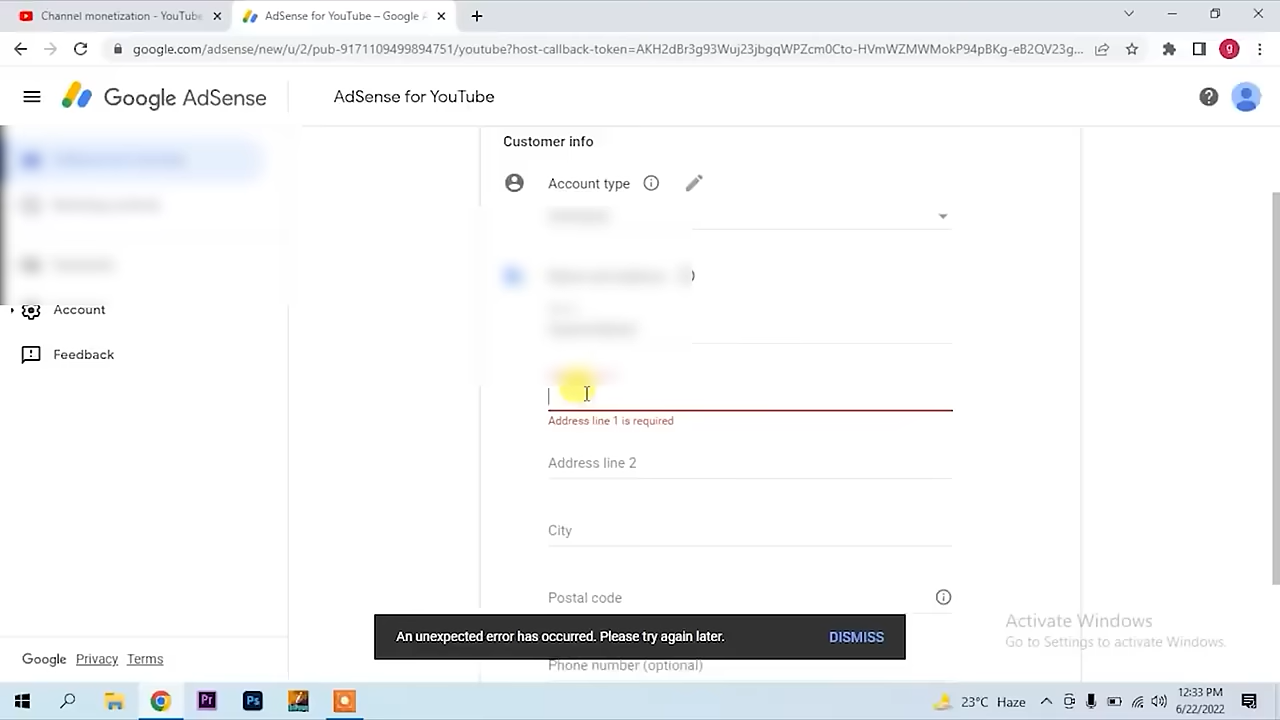 Channel monetization - YouTube
AdSense for YouTube – Google A
google.com/adsense/new/u/2/pub-9171109499894751/youtube?host-callback-token=AKH2dBr3g93Wuj23jbgqWPZcm0Cto-HVmWZMWMokP94pBKg-eB2QV23g...
g
Google AdSense
AdSense for YouTube
Customer info
Account type
Account
Feedback
Address line 1 is required
Address line 2
City
Postal code
An unexpected error has occurred. Please try again later.
DISMISS
Phone number (optional)
Activate Windows
Go to Settings to activate Windows.
Google Privacy Terms
Pr
Ps
23°C Haze
12:33 PM
6/22/2022